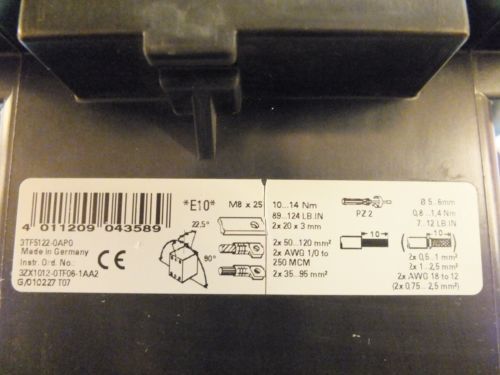 4 011209 043589
3TF5122-0AP0
Made in Germany
Instr. Ord. No.:
3ZX1012-0TF06-1AA2
G/010227 T07
CE
*E10*
22.5°
90°
M8 x 25
10...14 Nm
89...124 LB.IN
2x 20 x 3 mm
2x 50...120 mm²
2x AWG 1/0 to
250 MCM
2x 35...95 mm²
PZ 2
Ø 5...6mm
0,8...1,4 Nm
7...12 LB.IN
10
10
2x 0,5...1 mm²
2x 1...2,5 mm²
2x AWG 18 to 12
(2x 0,75...2,5 mm²)